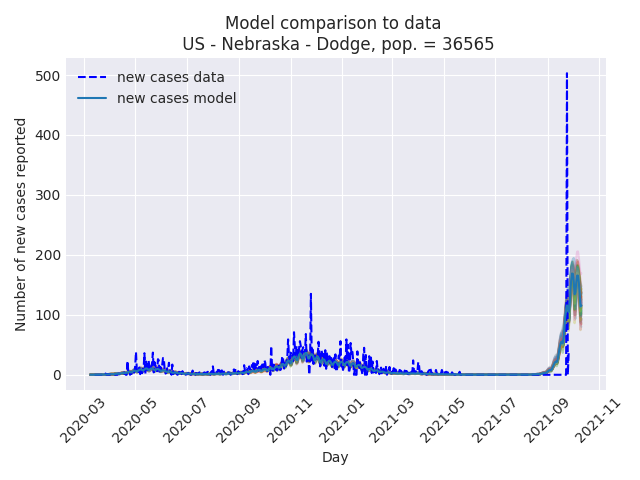 Model comparison to data
US - Nebraska - Dodge, pop. = 36565
new cases data
new cases model
Number of new cases reported
500
400
300
200
100
0
2020-03
2020-05
2020-07
2020-09
2020-11
2021-01
2021-03
2021-05
2021-07
2021-09
2021-11
Day